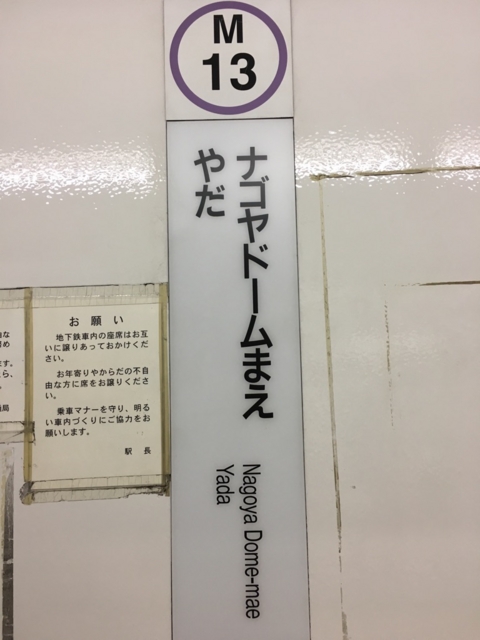 M
13
ナゴヤドームまえ
やだ
Nagoya Dome-mae
Yada
お願い
地下鉄車内の座席はお互
いに譲りあっておかけくだ
さい。
お年寄りやからだの不自
由な方に席をお譲りくださ
い。
乗車マナーを守り、明る
い車内づくりにご協力をお
願いします。
駅長